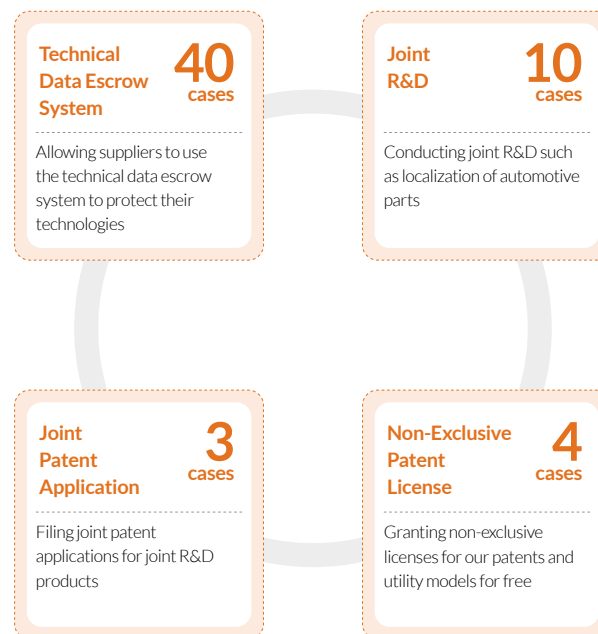 Technical
Data Escrow
System
40
cases
Allowing suppliers to use
the technical data escrow
system to protect their
technologies
Joint
R&D
10
cases
Conducting joint R&D such
as localization of automotive
parts
Joint
Patent
Application
3
cases
Filing joint patent
applications for joint R&D
products
Non-Exclusive
Patent
License
4
cases
Granting non-exclusive
licenses for our patents and
utility models for free